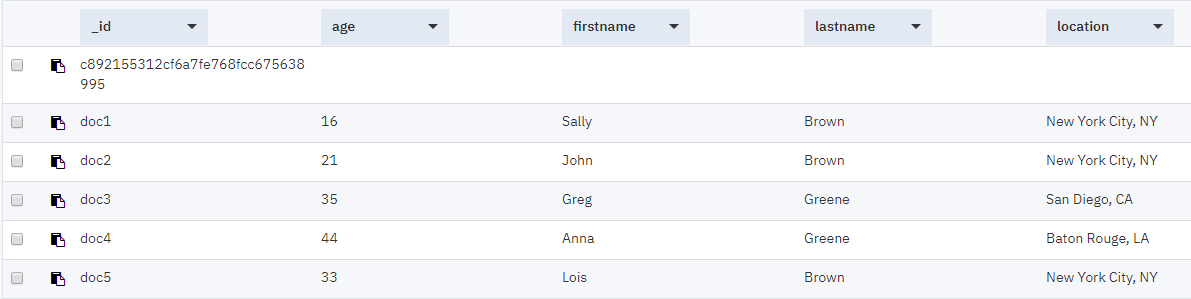 _id age firstname lastname location
c892155312cf6a7fe768fcc675638
995
doc1 16 Sally Brown New York City, NY
doc2 21 John Brown New York City, NY
doc3 35 Greg Greene San Diego, CA
doc4 44 Anna Greene Baton Rouge, LA
doc5 33 Lois Brown New York City, NY